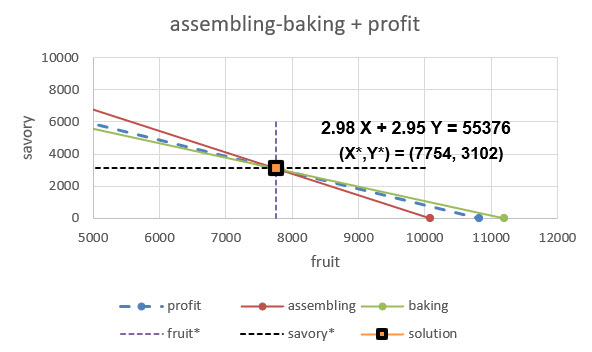 assembling-baking + profit
10000
8000
6000
4000
2000
0
savory
2.98 X + 2.95 Y = 55376
(X*,Y*) = (7754, 3102)
5000 6000 7000 8000 9000 10000 11000 12000
fruit
profit assembling baking
fruit* savory* solution